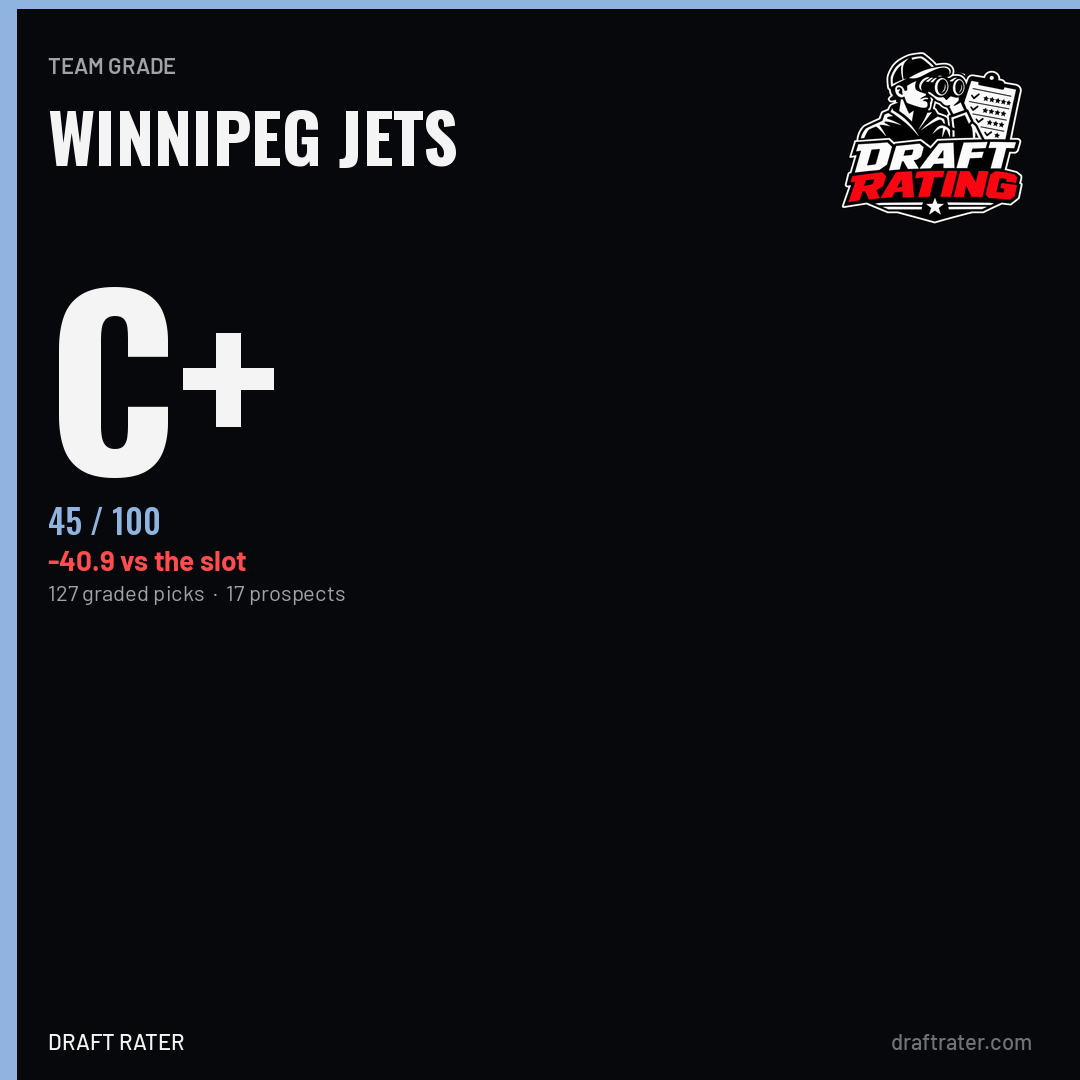 TEAM GRADE
WINNIPEG JETS
DRAFT
RATING
C+
45 / 100
-40.9 vs the slot
127 graded picks · 17 prospects
DRAFT RATER
draftrater.com